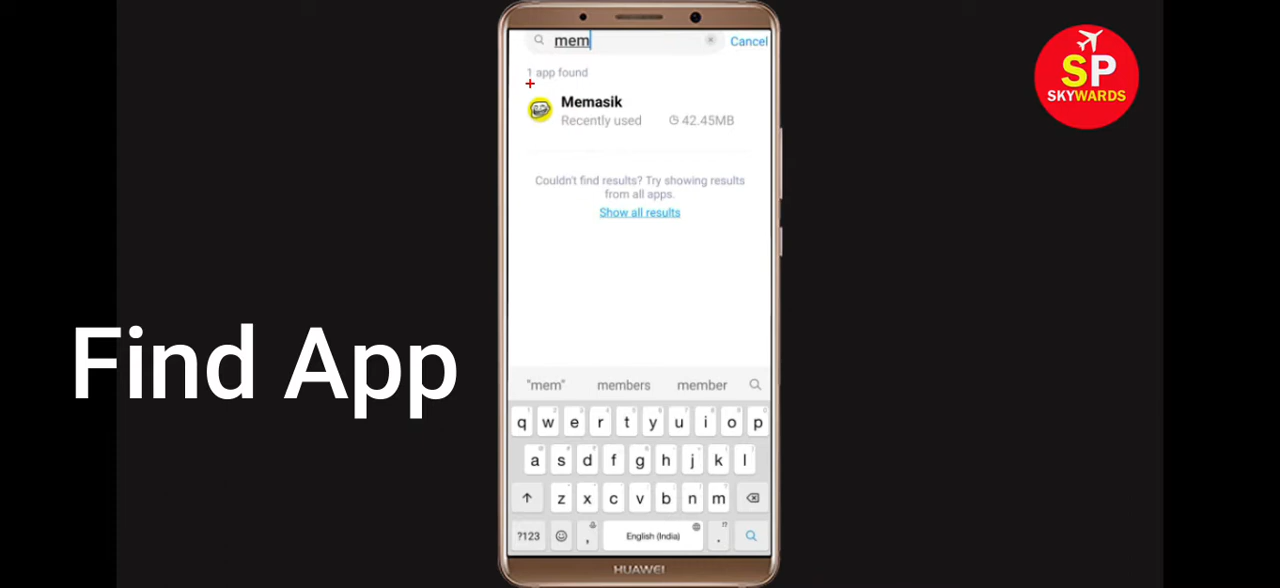 mem
Cancel
1 app found
Memasik
Recently used
42.45MB
Couldn't find results? Try showing results
from all apps.
Show all results
"mem" members member
q w e r t y u i o p
a s d f g h j k l
z x c v b n m
?123 , English (India) .
HUAWEI
Find App
SP
SKYWARDS